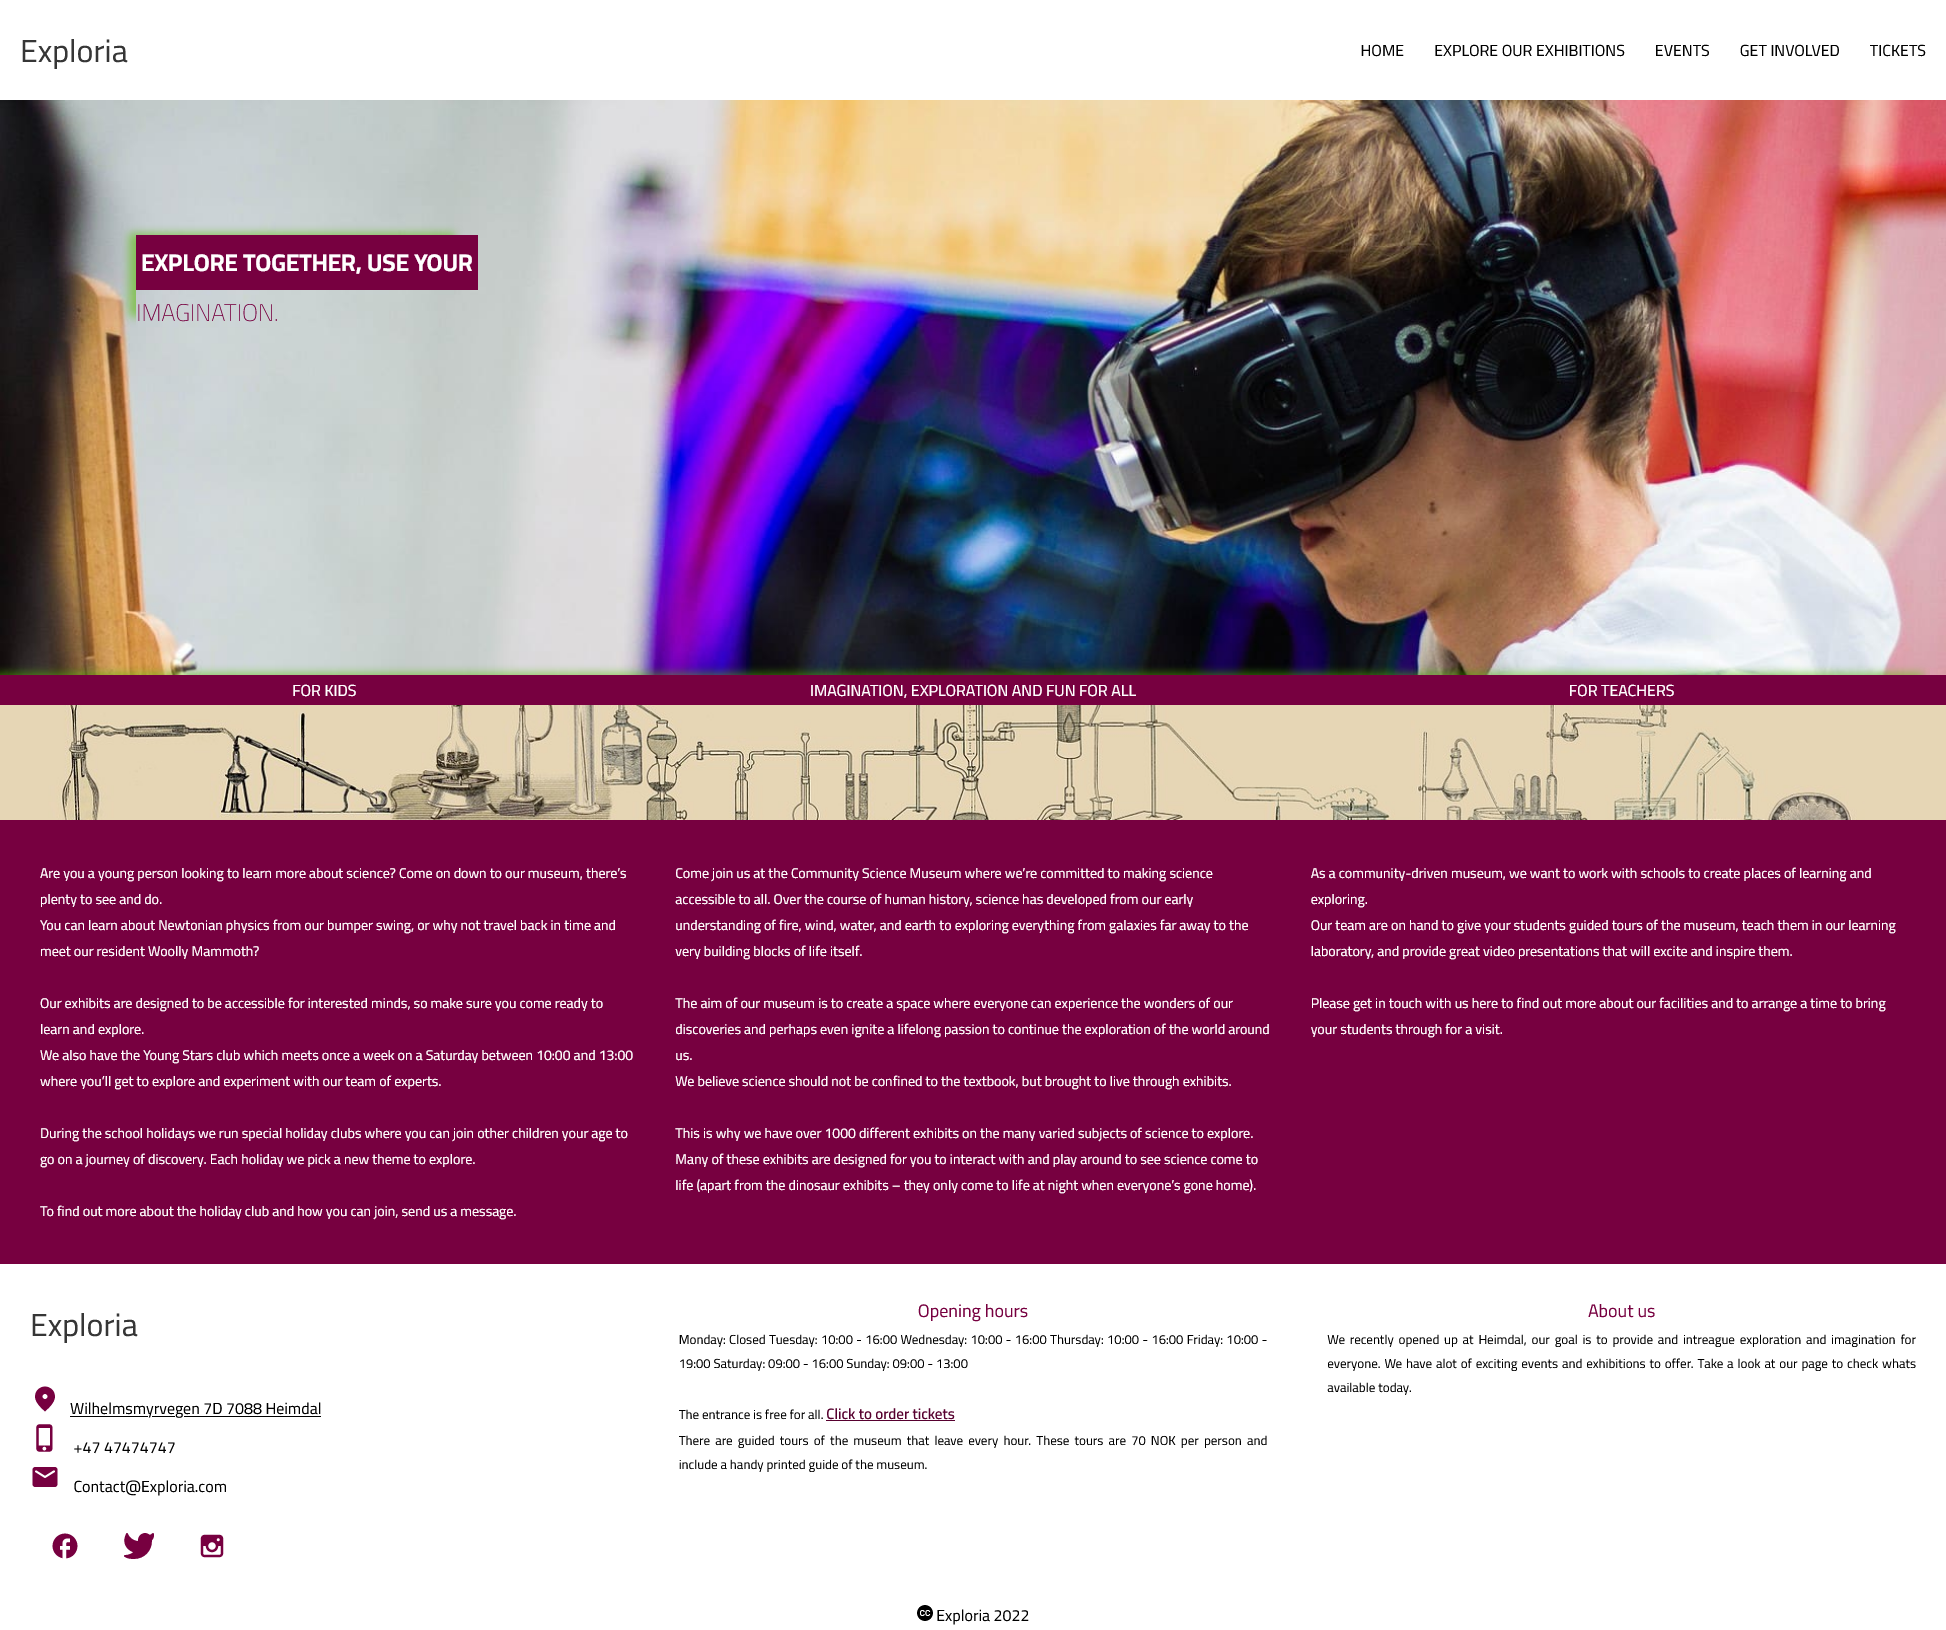 Exploria
HOME EXPLORE OUR EXHIBITIONS EVENTS GET INVOLVED TICKETS
EXPLORE TOGETHER, USE YOUR
IMAGINATION.
FOR KIDS
IMAGINATION, EXPLORATION AND FUN FOR ALL
FOR TEACHERS
Are you a young person looking to learn more about science? Come on down to our museum, there’s
plenty to see and do.
You can learn about Newtonian physics from our bumper swing, or why not travel back in time and
meet our resident Woolly Mammoth?
Our exhibits are designed to be accessible for interested minds, so make sure you come ready to
learn and explore.
We also have the Young Stars club which meets once a week on a Saturday between 10:00 and 13:00
where you’ll get to explore and experiment with our team of experts.
During the school holidays we run special holiday clubs where you can join other children your age to
go on a journey of discovery. Each holiday we pick a new theme to explore.
To find out more about the holiday club and how you can join, send us a message.
Come join us at the Community Science Museum where we’re committed to making science
accessible to all. Over the course of human history, science has developed from our early
understanding of fire, wind, water, and earth to exploring everything from galaxies far away to the
very building blocks of life itself.
The aim of our museum is to create a space where everyone can experience the wonders of our
discoveries and perhaps even ignite a lifelong passion to continue the exploration of the world around
us.
We believe science should not be confined to the textbook, but brought to live through exhibits.
This is why we have over 1000 different exhibits on the many varied subjects of science to explore.
Many of these exhibits are designed for you to interact with and play around to see science come to
life (apart from the dinosaur exhibits – they only come to life at night when everyone’s gone home).
As a community-driven museum, we want to work with schools to create places of learning and
exploring.
Our team are on hand to give your students guided tours of the museum, teach them in our learning
laboratory, and provide great video presentations that will excite and inspire them.
Please get in touch with us here to find out more about our facilities and to arrange a time to bring
your students through for a visit.
Exploria
Wilhelmsmyrvegen 7D 7088 Heimdal
+47 47474747
Contact@Exploria.com
Opening hours
Monday: Closed Tuesday: 10:00 - 16:00 Wednesday: 10:00 - 16:00 Thursday: 10:00 - 16:00 Friday: 10:00 -
19:00 Saturday: 09:00 - 16:00 Sunday: 09:00 - 13:00
The entrance is free for all. Click to order tickets
There are guided tours of the museum that leave every hour. These tours are 70 NOK per person and
include a handy printed guide of the museum.
About us
We recently opened up at Heimdal, our goal is to provide and intreague exploration and imagination for
everyone. We have alot of exciting events and exhibitions to offer. Take a look at our page to check whats
available today.
cc Exploria 2022